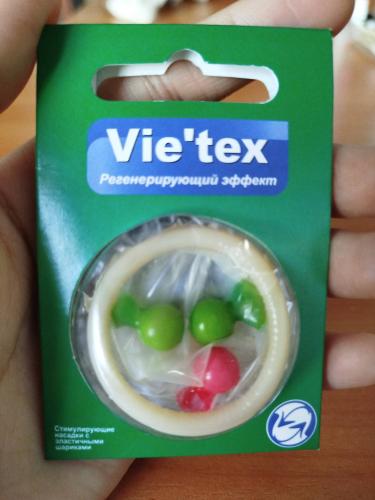 Vie'tex
Регенерирующий эффект
Стимулирующие
насадки с
эластичными
шариками